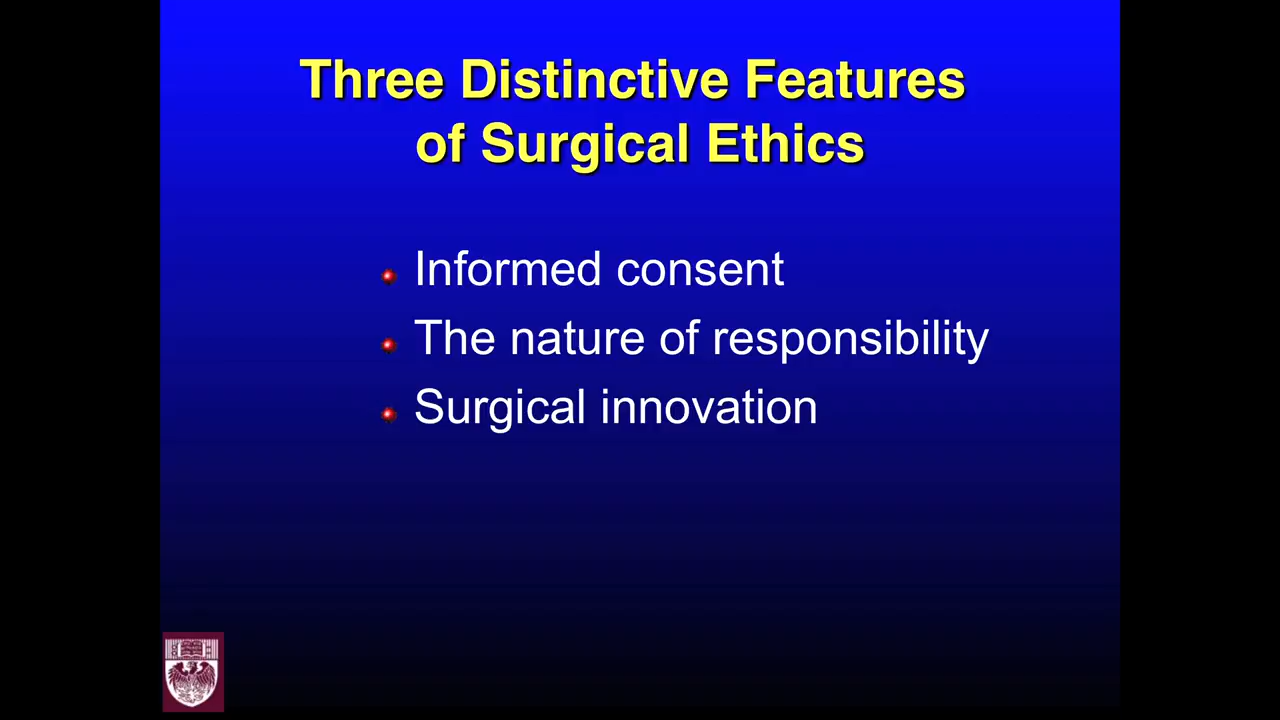 Three Distinctive Features
of Surgical Ethics
Informed consent
The nature of responsibility
Surgical innovation